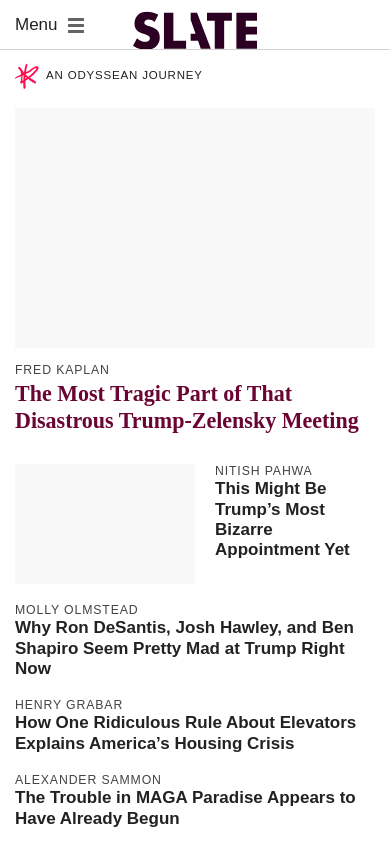 Menu
SLATE
AN ODYSSEAN JOURNEY
FRED KAPLAN
The Most Tragic Part of That
Disastrous Trump-Zelensky Meeting
NITISH PAHWA
This Might Be
Trump’s Most
Bizarre
Appointment Yet
MOLLY OLMSTEAD
Why Ron DeSantis, Josh Hawley, and Ben
Shapiro Seem Pretty Mad at Trump Right
Now
HENRY GRABAR
How One Ridiculous Rule About Elevators
Explains America’s Housing Crisis
ALEXANDER SAMMON
The Trouble in MAGA Paradise Appears to
Have Already Begun